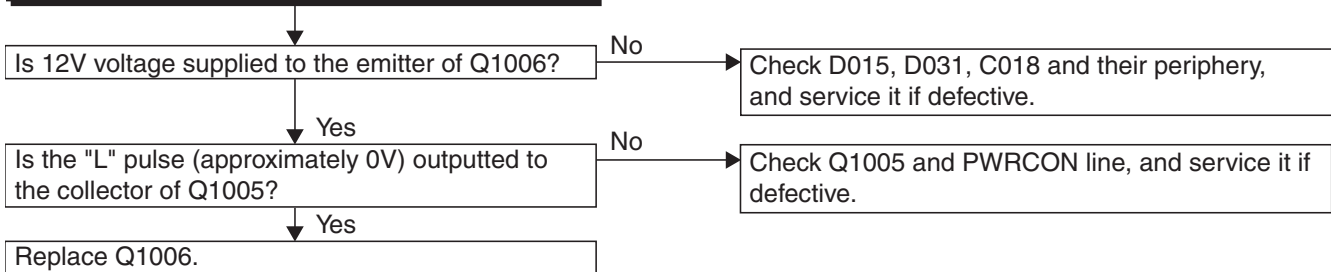 Is 12V voltage supplied to the emitter of Q1006?
No
Check D015, D031, C018 and their periphery,
and service it if defective.
Yes
Is the "L" pulse (approximately 0V) outputted to
the collector of Q1005?
No
Check Q1005 and PWRCON line, and service it if
defective.
Yes
Replace Q1006.